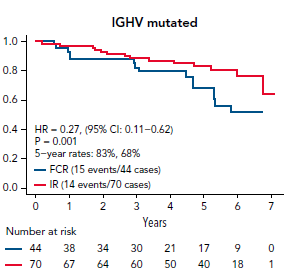 IGHV mutated
1.0
0.8
0.6
0.4
0.2
0.0
HR = 0.27, (95% CI: 0.11–0.62)
P = 0.001
5-year rates: 83%, 68%
FCR (15 events/44 cases)
IR (14 events/70 cases)
0 1 2 3 4 5 6 7
Years
Number at risk
44 38 34 30 21 17 9 0
70 67 64 60 50 40 18 1